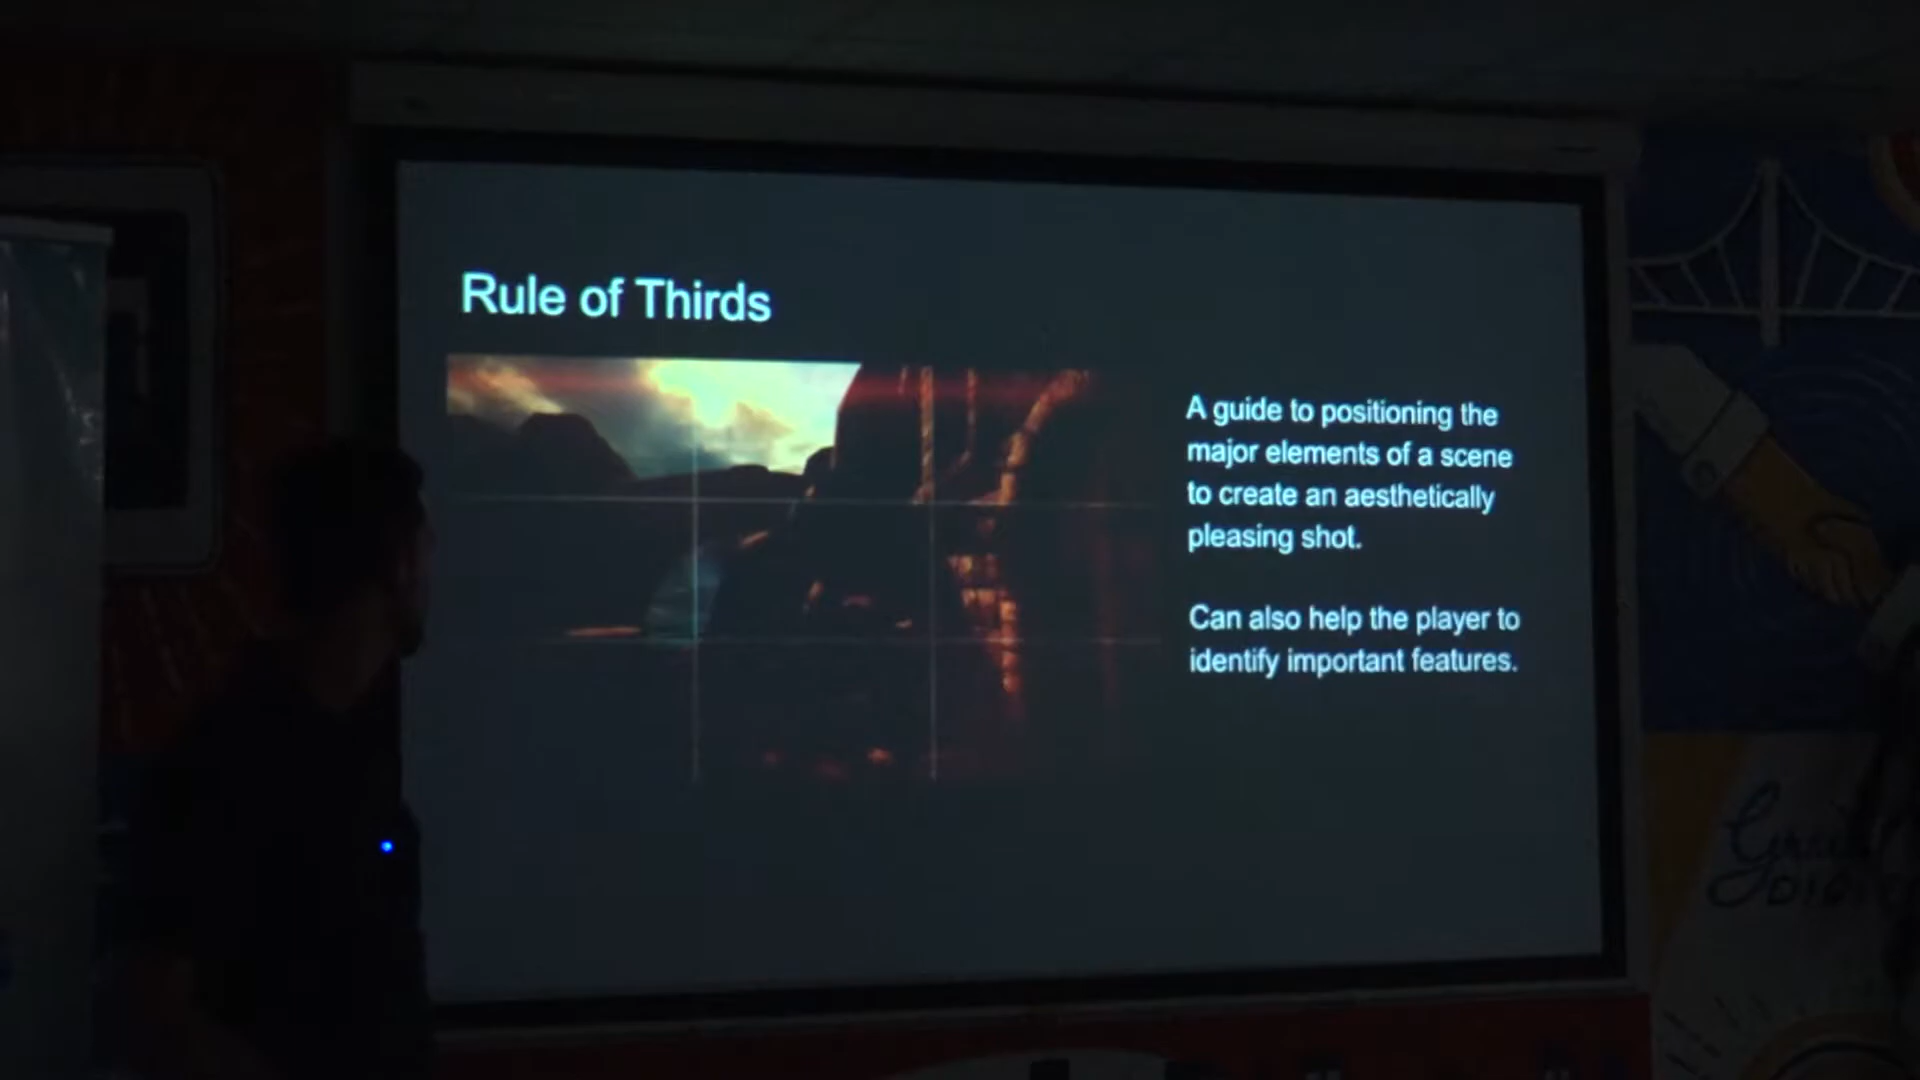 Rule of Thirds
A guide to positioning the
major elements of a scene
to create an aesthetically
pleasing shot.
Can also help the player to
identify important features.